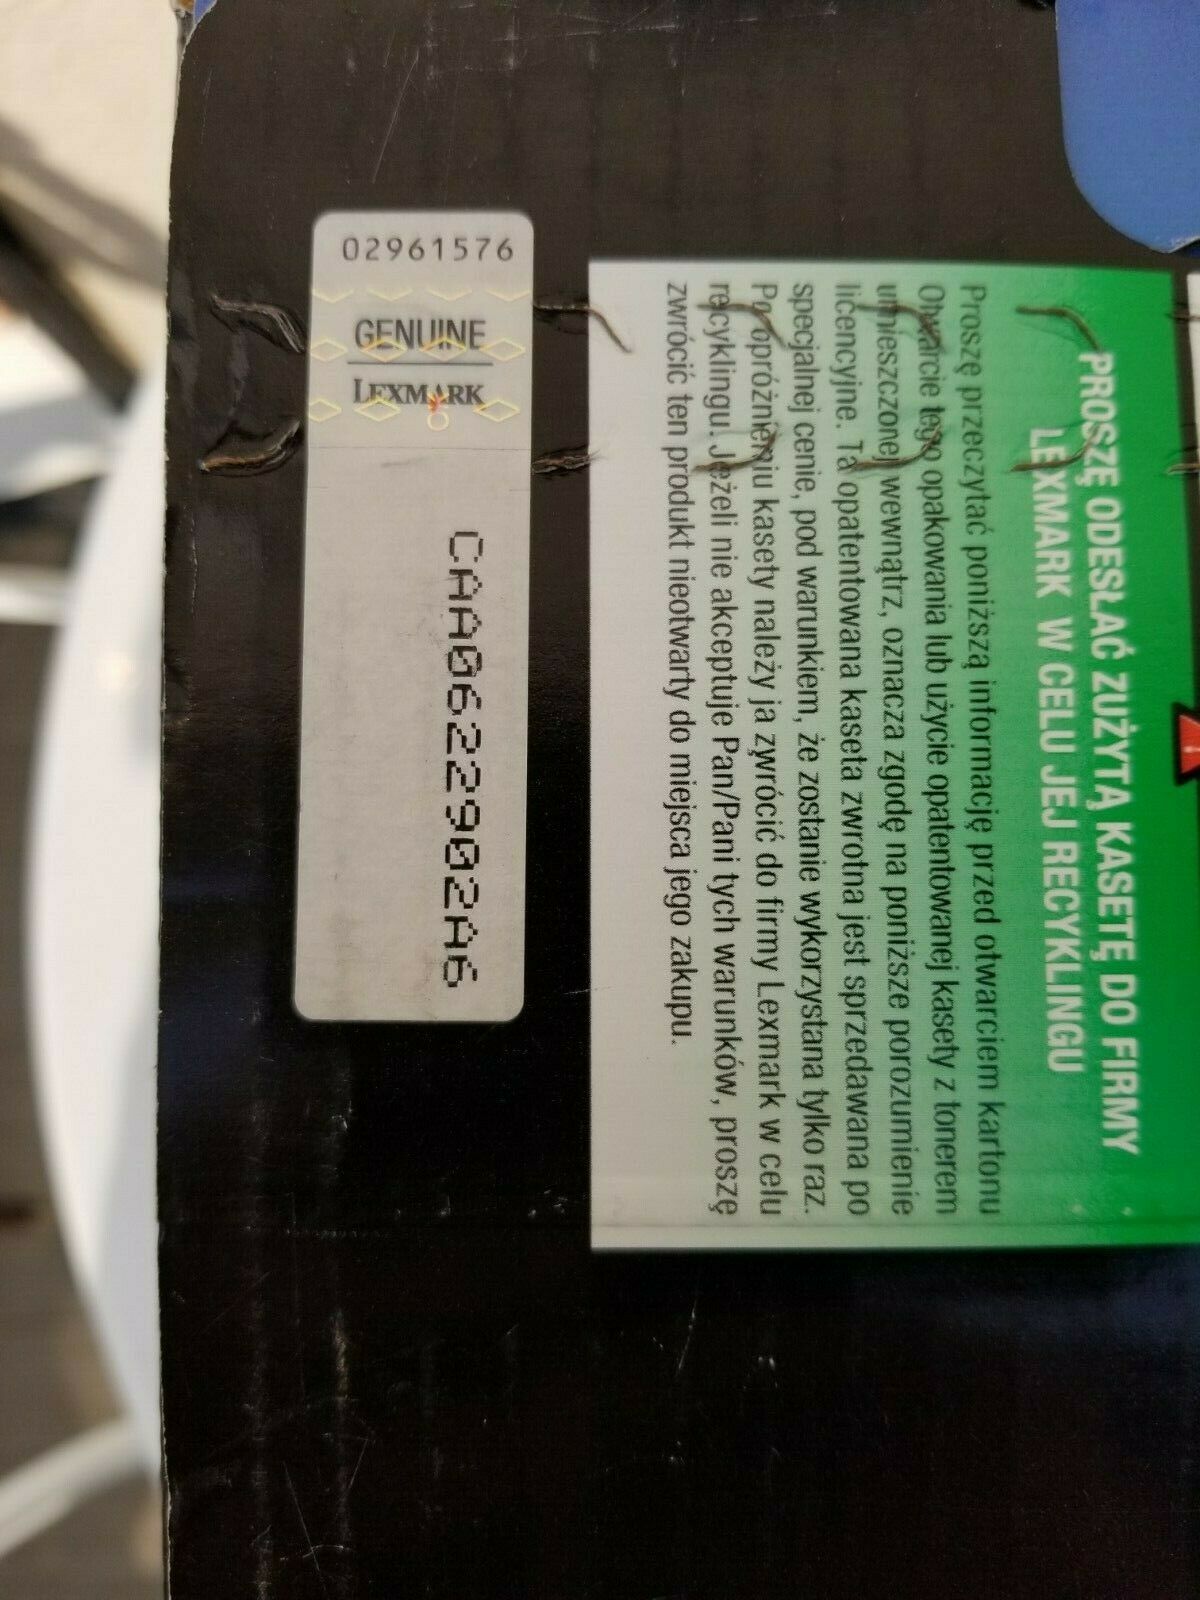 02961576
GENUINE
LEXMARK
CAA0622902A6
PROSZĘ ODESŁAĆ ZUŻYTĄ KASETĘ DO FIRMY
LEXMARK W CELU JEJ RECYKLINGU
Proszę przeczytać poniższą informację przed otwarciem kartonu
Otwarcie tego opakowania lub użycie opatentowanej kasety z tonerem
umieszczonej wewnątrz, oznacza zgodę na poniższe porozumienie
licencyjne. Ta opatentowana kaseta zwrotna jest sprzedawana po
specjalnej cenie, pod warunkiem, że zostanie wykorzystana tylko raz.
Po opróżnieniu kasety należy ja zwrócić do firmy Lexmark w celu
recyklingu. Jeżeli nie akceptuje Pan/Pani tych warunków, proszę
zwrócić ten produkt nieotwarty do miejsca jego zakupu.